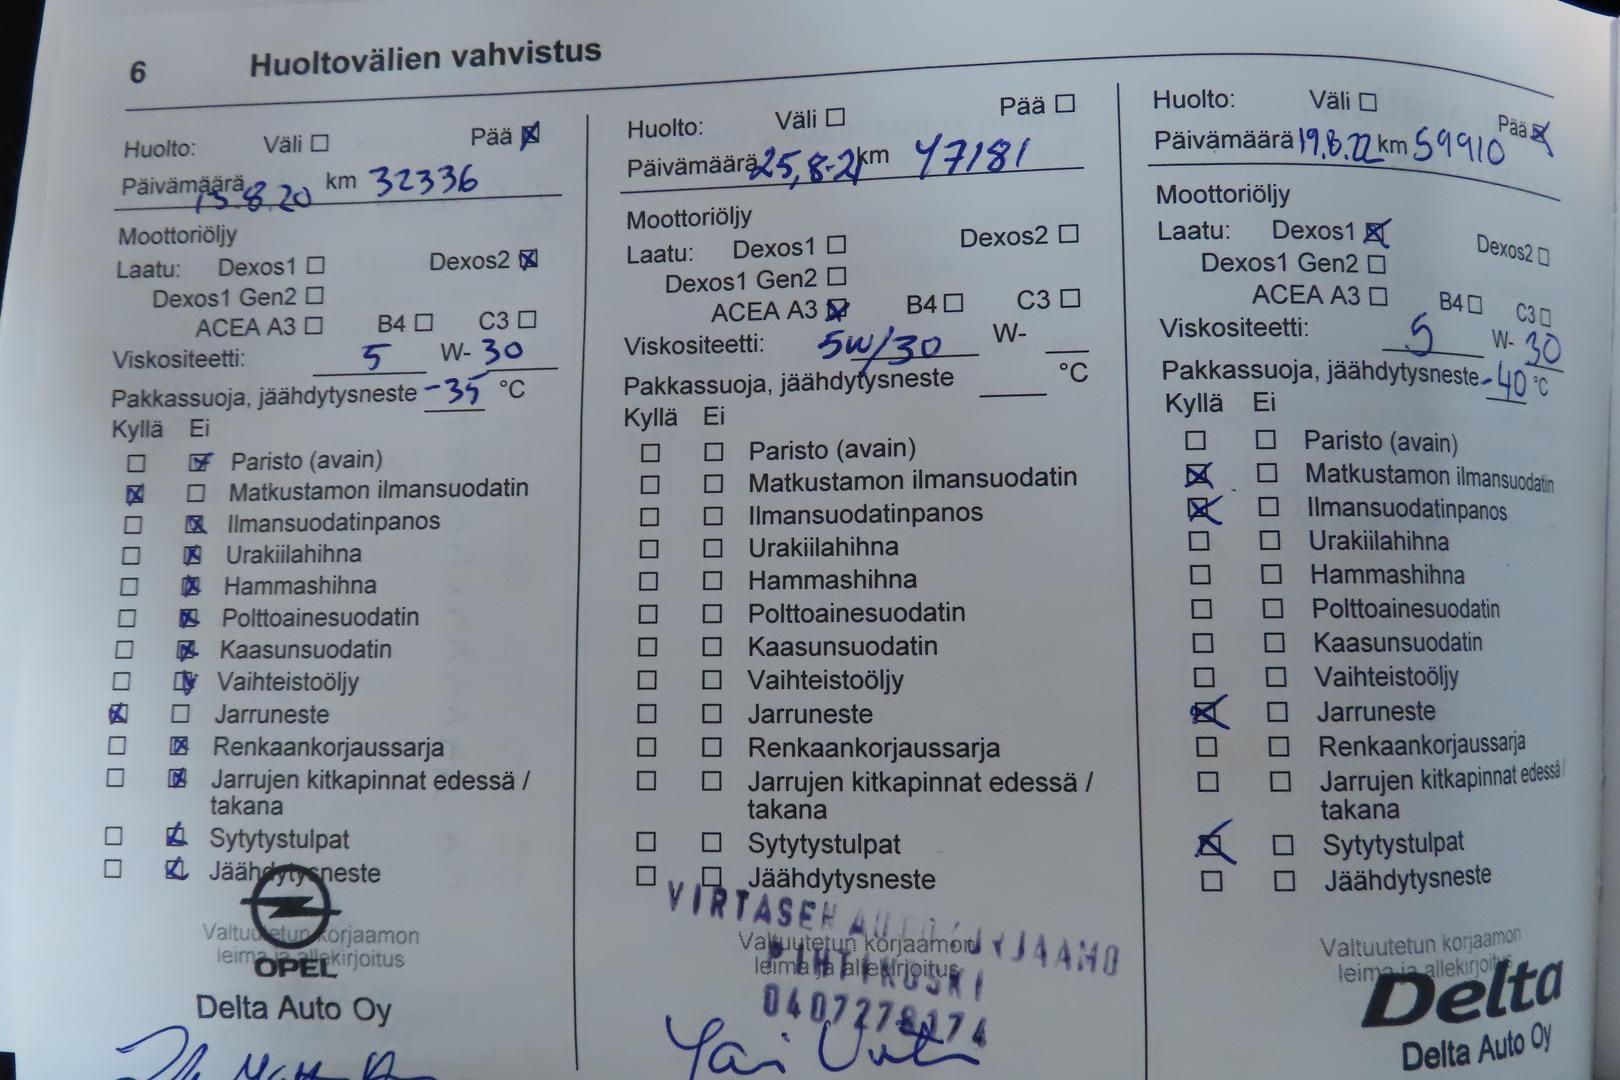 6 Huoltovälien vahvistus
Huolto: Väli Pää
Päivämäärä 15.8.20 km 32336
Moottoriöljy
Laatu: Dexos1 Dexos2
Dexos1 Gen2
ACEA A3 B4 C3
Viskositeetti: 5 W- 30
Pakkassuoja, jäähdytysneste -35 °C
Kyllä Ei
Paristo (avain)
Matkustamon ilmansuodatin
Ilmansuodatinpanos
Urakiilahihna
Hammashihna
Polttoainesuodatin
Kaasunsuodatin
Vaihteistoöljy
Jarruneste
Renkaankorjaussarja
Jarrujen kitkapinnat edessä /
takana
Sytytystulpat
Jäähdytysneste
Valtuutetun korjaamon
leima ja allekirjoitus
OPEL
Delta Auto Oy
Huolto: Väli Pää
Päivämäärä 25,8-21 km 47181
Moottoriöljy
Laatu: Dexos1 Dexos2
Dexos1 Gen2
ACEA A3 B4 C3
Viskositeetti: 5W/30 W-
Pakkassuoja, jäähdytysneste °C
Kyllä Ei
Paristo (avain)
Matkustamon ilmansuodatin
Ilmansuodatinpanos
Urakiilahihna
Hammashihna
Polttoainesuodatin
Kaasunsuodatin
Vaihteistoöljy
Jarruneste
Renkaankorjaussarja
Jarrujen kitkapinnat edessä /
takana
Sytytystulpat
Jäähdytysneste
VIRTASEN AUTOKORJAAMO
Valtuutetun korjaamon
leima ja allekirjoitus
0407278174
Huolto: Väli Pää
Päivämäärä 19.8.22 km 59910
Moottoriöljy
Laatu: Dexos1 Dexos2
Dexos1 Gen2
ACEA A3 B4 C3
Viskositeetti: 5 W- 30
Pakkassuoja, jäähdytysneste -40 °C
Kyllä Ei
Paristo (avain)
Matkustamon ilmansuodatin
Ilmansuodatinpanos
Urakiilahihna
Hammashihna
Polttoainesuodatin
Kaasunsuodatin
Vaihteistoöljy
Jarruneste
Renkaankorjaussarja
Jarrujen kitkapinnat edessä /
takana
Sytytystulpat
Jäähdytysneste
Valtuutetun korjaamon
leima ja allekirjoitus
Delta
Delta Auto Oy